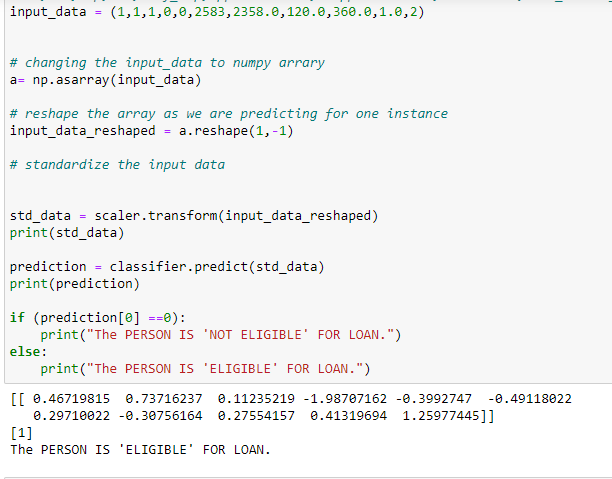 input_data = (1,1,1,0,0,2583,2358.0,120.0,360.0,1.0,2)
# changing the input_data to numpy arrary
a= np.asarray(input_data)
# reshape the array as we are predicting for one instance
input_data_reshaped = a.reshape(1,-1)
# standardize the input data
std_data = scaler.transform(input_data_reshaped)
print(std_data)
prediction = classifier.predict(std_data)
print(prediction)
if (prediction[0] ==0):
    print("The PERSON IS 'NOT ELIGIBLE' FOR LOAN.")
else:
    print("The PERSON IS 'ELIGIBLE' FOR LOAN.")
[[ 0.46719815  0.73716237  0.11235219 -1.98707162 -0.3992747  -0.49118022
   0.29710022 -0.30756164  0.27554157  0.41319694  1.25977445]]
[1]
The PERSON IS 'ELIGIBLE' FOR LOAN.